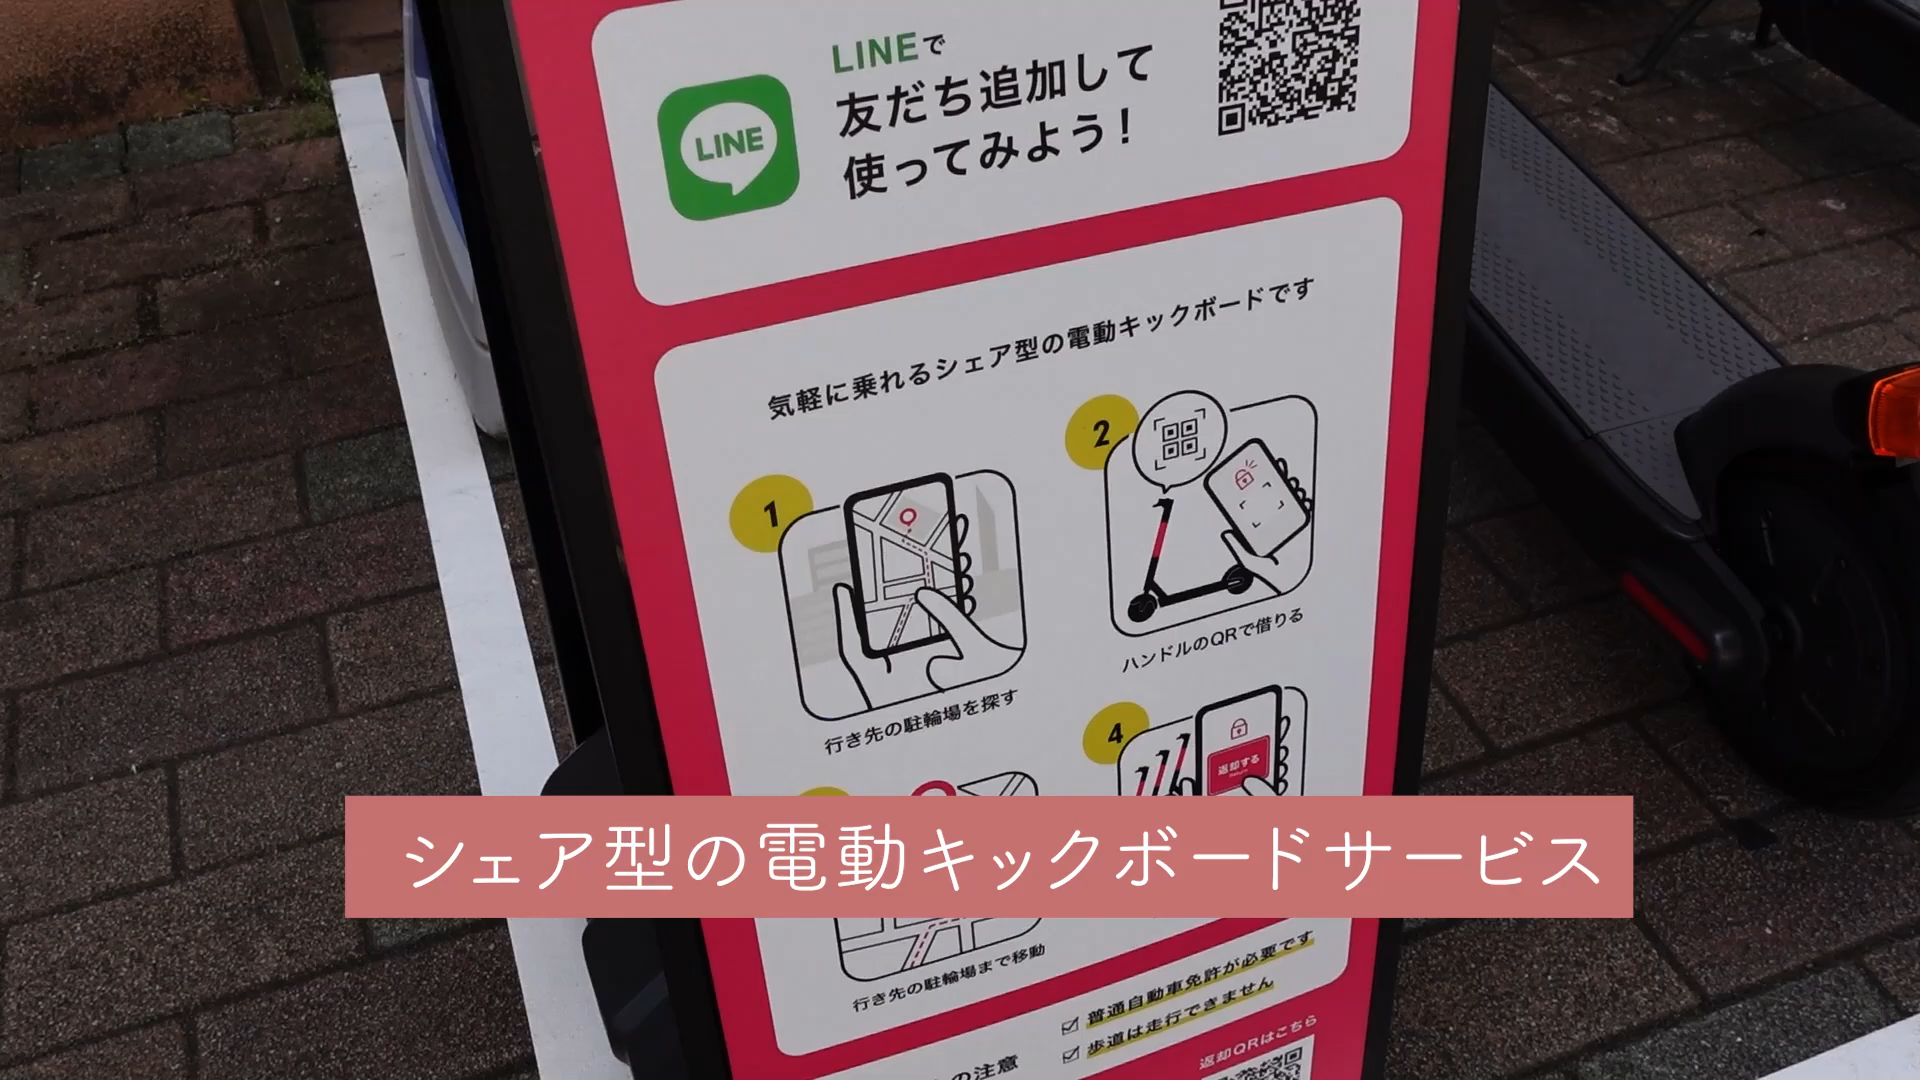 LINEで
友だち追加して
使ってみよう!
LINE
気軽に乗れるシェア型の電動キックボードです
1
行き先の駐輪場を探す
2
ハンドルのQRで借りる
4
返却する
シェア型の電動キックボードサービス
行き先の駐輪場まで移動
の注意
普通自動車免許が必要です
歩道は走行できません
返却QRはこちら